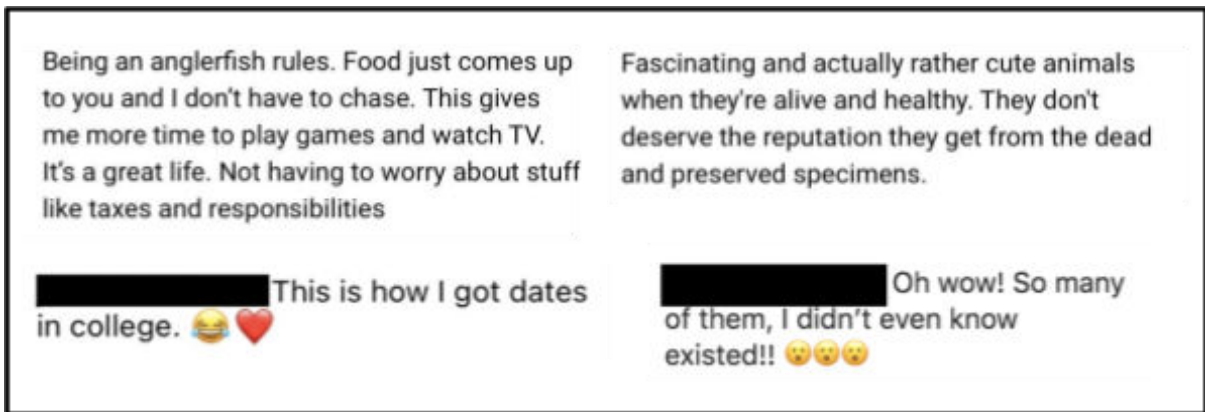 Being an anglerfish rules. Food just comes up
to you and I don't have to chase. This gives
me more time to play games and watch TV.
It's a great life. Not having to worry about stuff
like taxes and responsibilities
Fascinating and actually rather cute animals
when they're alive and healthy. They don't
deserve the reputation they get from the dead
and preserved specimens.
This is how I got dates
in college. 😂❤️
Oh wow! So many
of them, I didn't even know
existed!! 😮😮😮